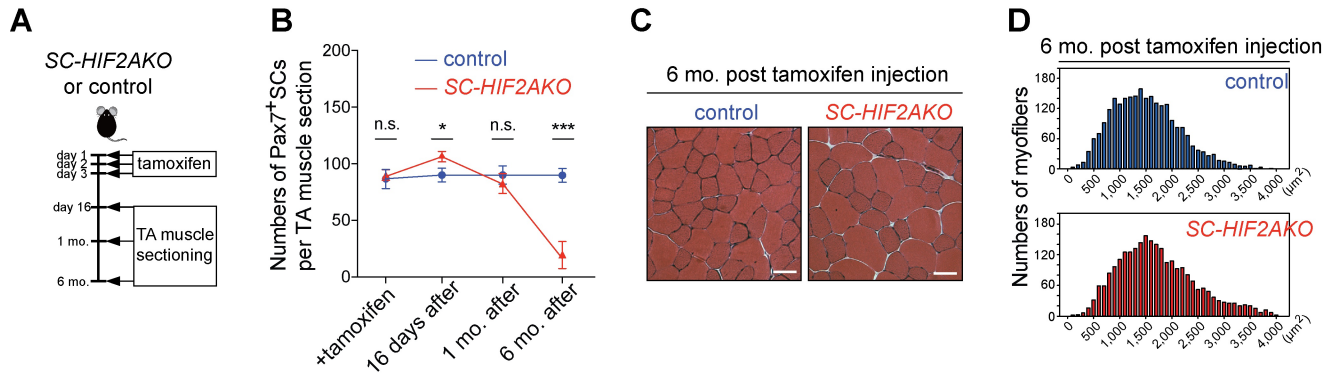 A
SC-HIF2AKO
or control
day 1
day 2
day 3
day 16
1 mo.
6 mo.
tamoxifen
TA muscle
sectioning
B
Numbers of Pax7+SCs
per TA muscle section
200
150
100
50
0
control
SC-HIF2AKO
n.s.
*
n.s.
***
+tamoxifen
16 days after
1 mo. after
6 mo. after
C
6 mo. post tamoxifen injection
control
SC-HIF2AKO
D
6 mo. post tamoxifen injection
Numbers of myofibers
control
180
120
60
0
0
500
1,000
1,500
2,000
2,500
3,000
3,500
4,000
(μm²)
SC-HIF2AKO
180
120
60
0
0
500
1,000
1,500
2,000
2,500
3,000
3,500
4,000
(μm²)